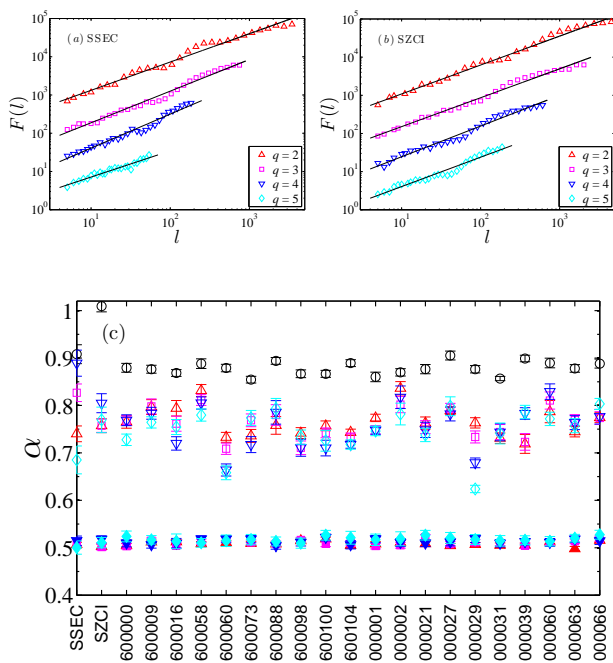 (a) SSEC
F(l)
10^5
10^4
10^3
10^2
10^1
10^0
10^1
10^2
10^3
l
q = 2
q = 3
q = 4
q = 5
(b) SZCI
F(l)
10^5
10^4
10^3
10^2
10^1
10^0
10^1
10^2
10^3
l
q = 2
q = 3
q = 4
q = 5
(c)
α
1
0.9
0.8
0.7
0.6
0.5
0.4
SSEC
SZCI
600000
600009
600016
600058
600060
600073
600088
600098
600100
600104
000001
000002
000021
000027
000029
000031
000039
000060
000063
000066